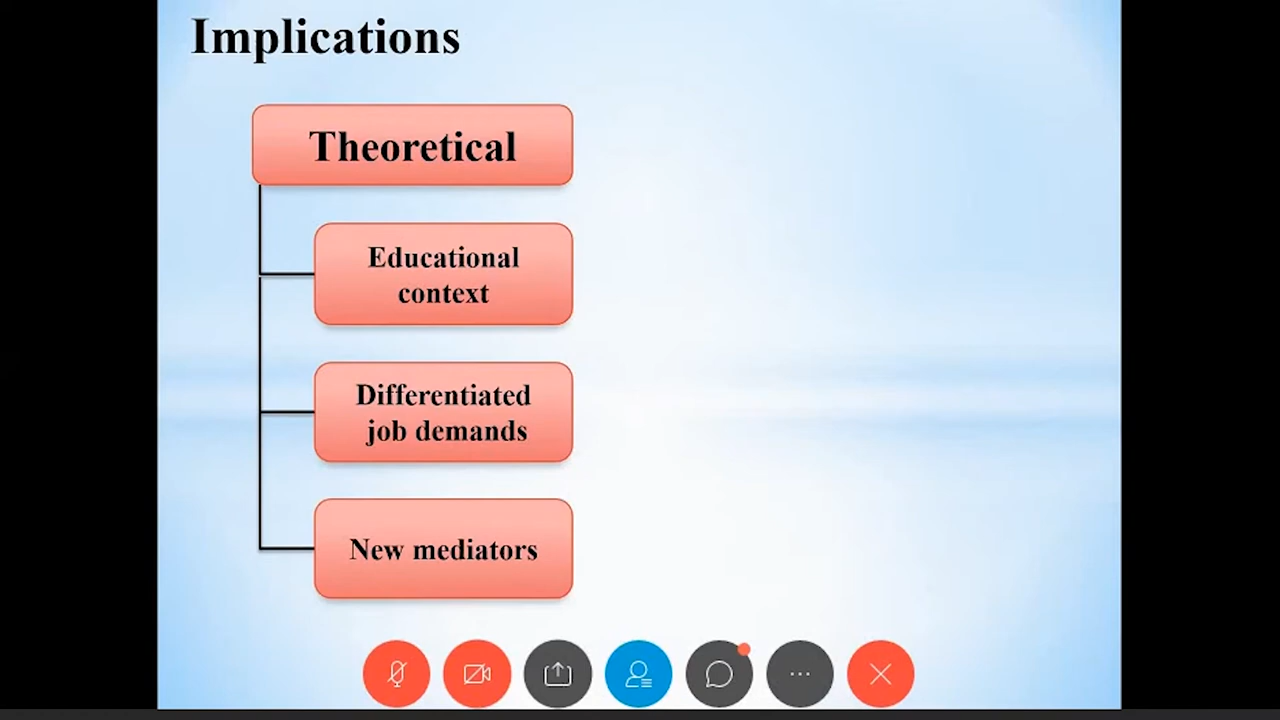 Implications
Theoretical
Educational
context
Differentiated
job demands
New mediators